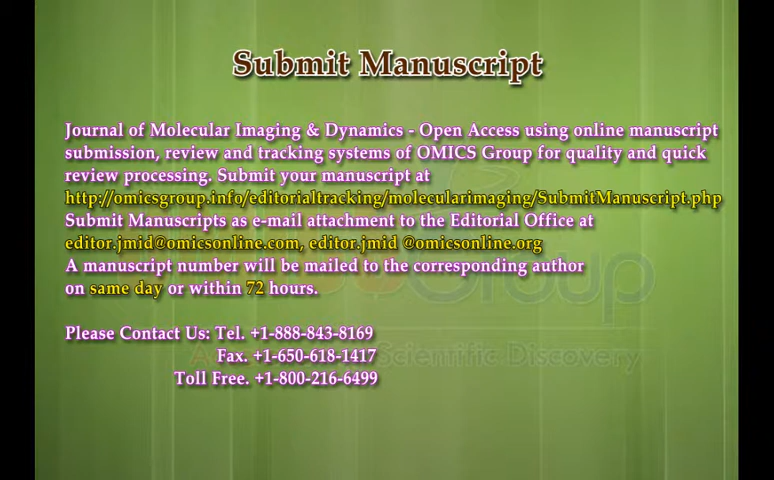 Submit Manuscript
Journal of Molecular Imaging & Dynamics - Open Access using online manuscript
submission, review and tracking systems of OMICS Group for quality and quick
review processing. Submit your manuscript at
http://omicsgroup.info/editorialtracking/molecularimaging/SubmitManuscript.php
Submit Manuscripts as e-mail attachment to the Editorial Office at
editor.jmid@omicsonline.com, editor.jmid @omicsonline.org
A manuscript number will be mailed to the corresponding author
on same day or within 72 hours.
Group
Please Contact Us: Tel. +1-888-843-8169
Fax. +1-650-618-1417
Scientific Discovery
Toll Free. +1-800-216-6499